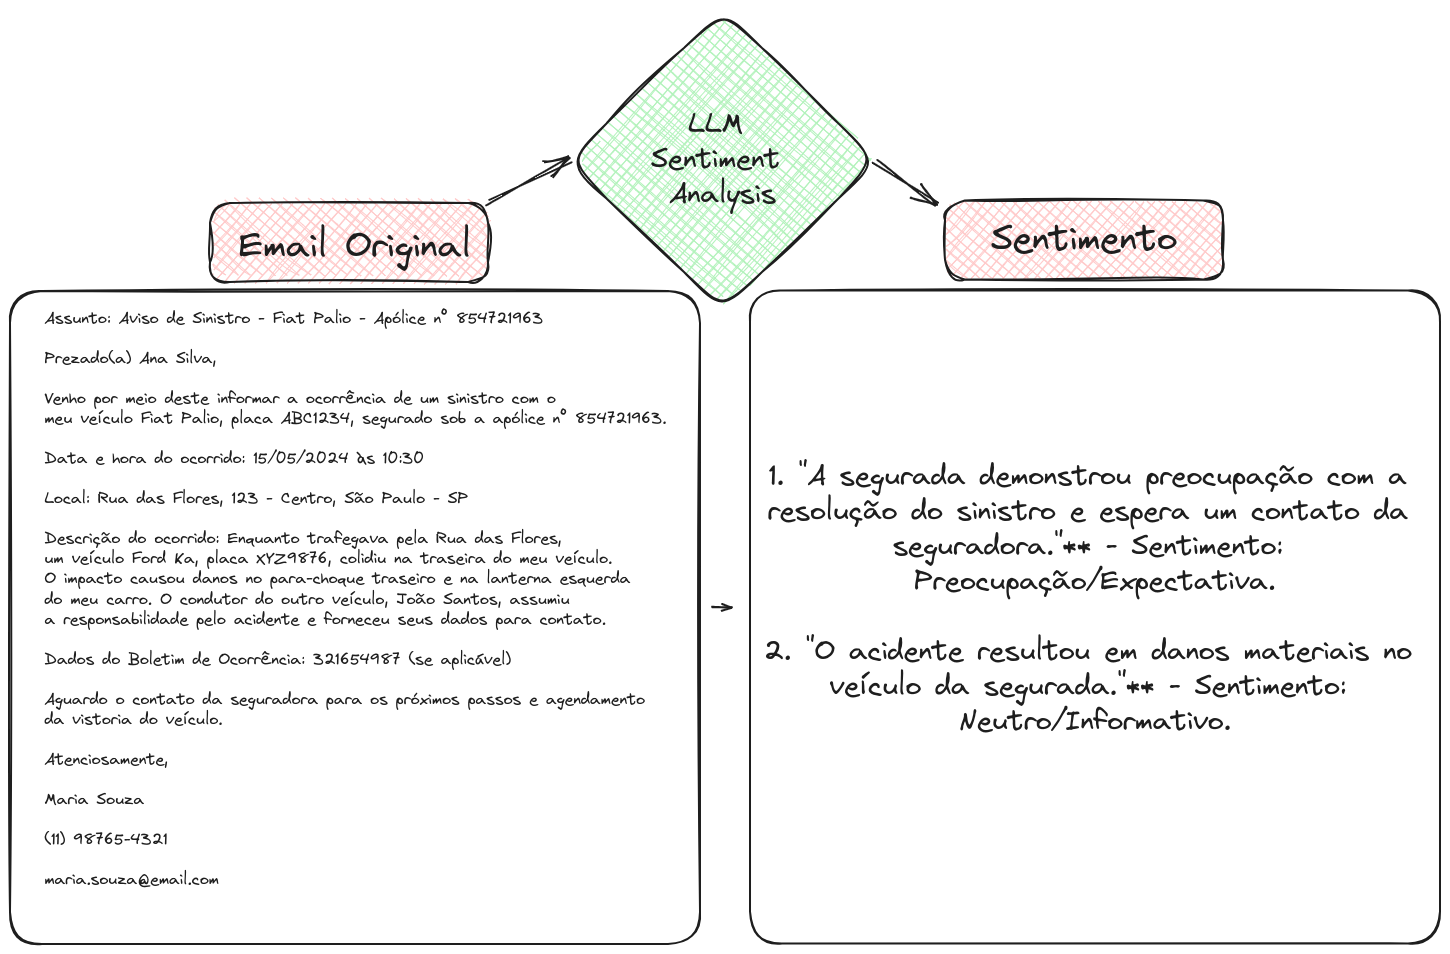 LLM
Sentiment
Analysis
Email Original
Sentimento
Assunto: Aviso de Sinistro - Fiat Palio - Apólice nº 854721963
Prezado(a) Ana Silva,
Venho por meio deste informar a ocorrência de um sinistro com o
meu veículo Fiat Palio, placa ABC1234, segurado sob a apólice nº 854721963.
Data e hora do ocorrido: 15/05/2024 às 10:30
Local: Rua das Flores, 123 - Centro, São Paulo - SP
Descrição do ocorrido: Enquanto trafegava pela Rua das Flores,
um veículo Ford Ka, placa XYZ9876, colidiu na traseira do meu veículo.
O impacto causou danos no para-choque traseiro e na lanterna esquerda
do meu carro. O condutor do outro veículo, João Santos, assumiu
a responsabilidade pelo acidente e forneceu seus dados para contato.
Dados do Boletim de Ocorrência: 321654987 (se aplicável)
Aguardo o contato da seguradora para os próximos passos e agendamento
da vistoria do veículo.
Atenciosamente,
Maria Souza
(11) 98765-4321
maria.souza@email.com
1. "A segurada demonstrou preocupação com a
resolução do sinistro e espera um contato da
seguradora."** - Sentimento:
Preocupação/Expectativa.
2. "O acidente resultou em danos materiais no
veículo da segurada."** - Sentimento:
Neutro/Informativo.